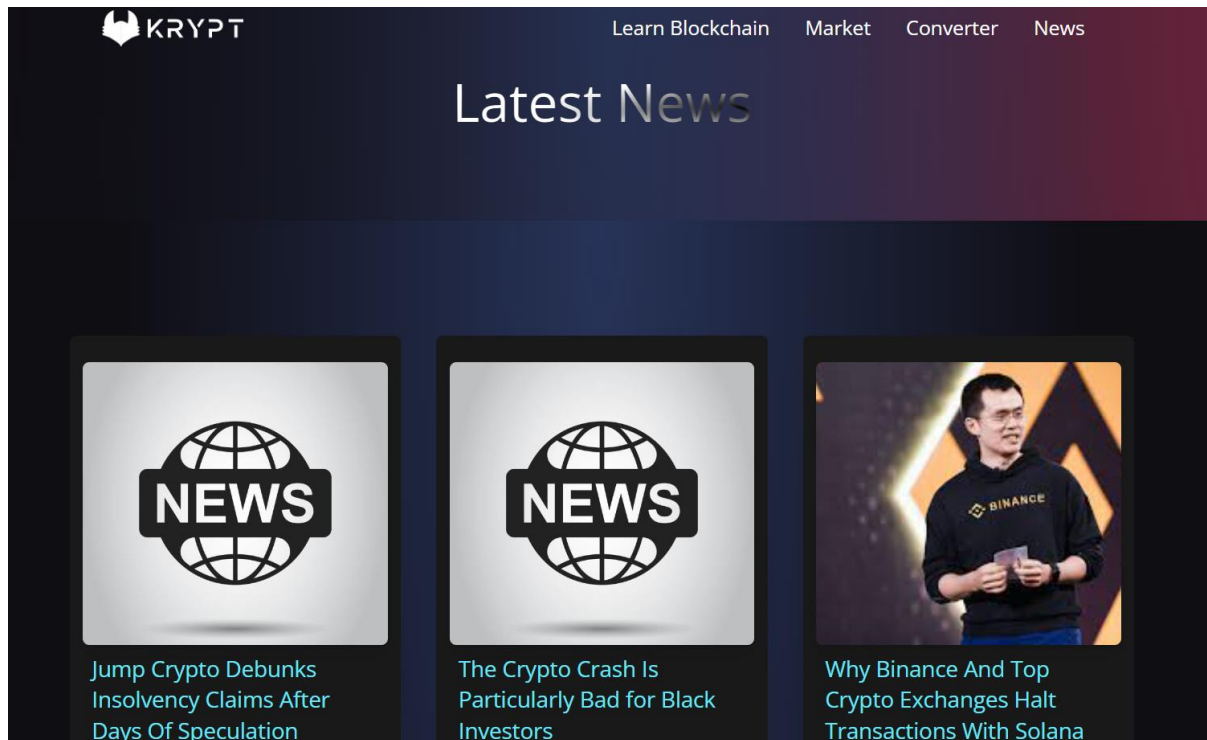 KRYPT
Learn Blockchain Market Converter News
Latest News
NEWS
NEWS
BINANCE
Jump Crypto Debunks
Insolvency Claims After
Days Of Speculation
The Crypto Crash Is
Particularly Bad for Black
Investors
Why Binance And Top
Crypto Exchanges Halt
Transactions With Solana